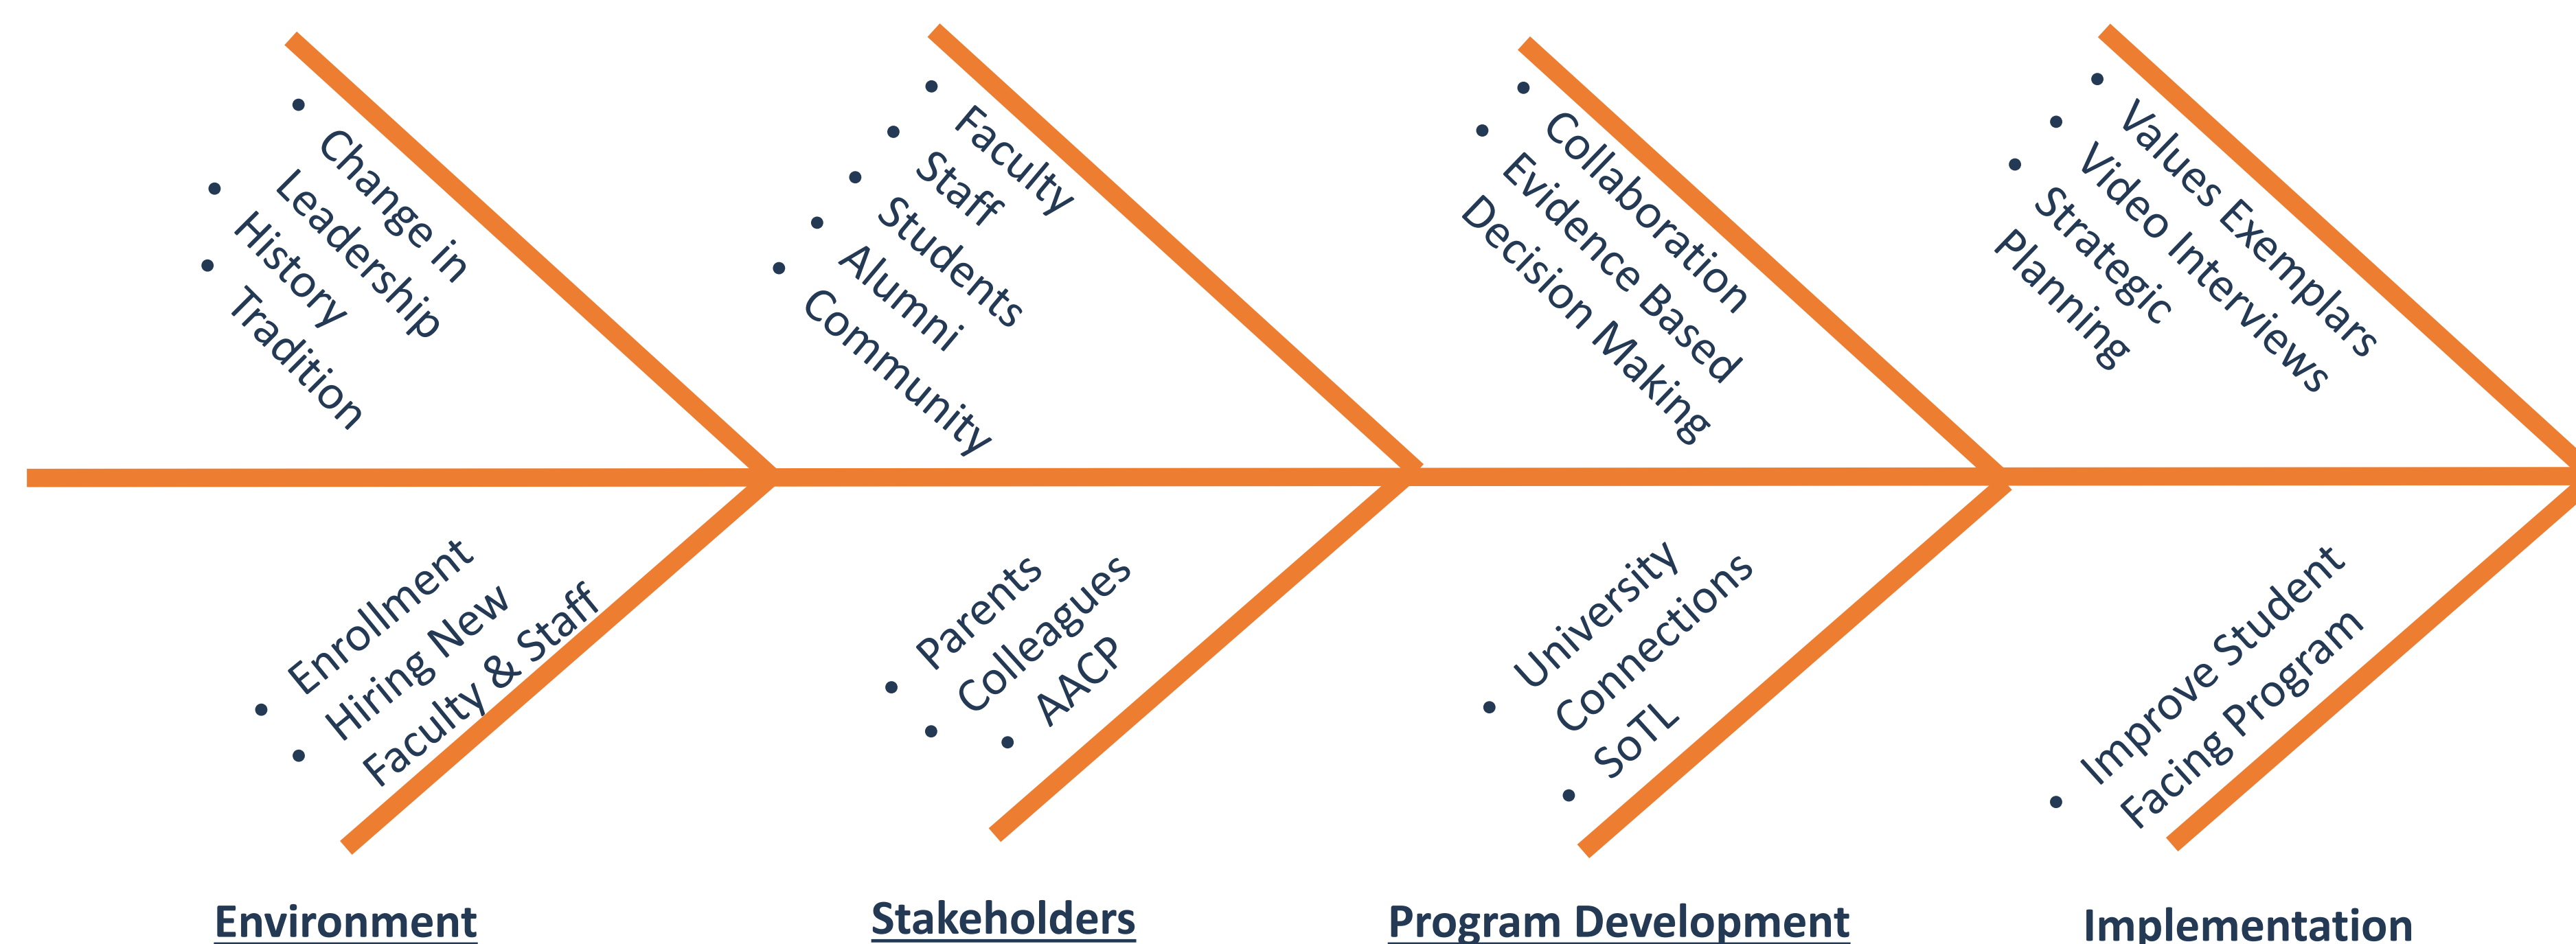 • Change in
Leadership
• History
• Tradition
• Faculty
• Staff
• Students
• Alumni
• Community
• Collaboration
• Evidence Based
Decision Making
• Values Exemplars
• Video Interviews
• Strategic
Planning
• Enrollment
• Hiring New
Faculty & Staff
• Parents
• Colleagues
• AACP
• University
Connections
• SoTL
• Improve Student
Facing Program
Environment
Stakeholders
Program Development
Implementation